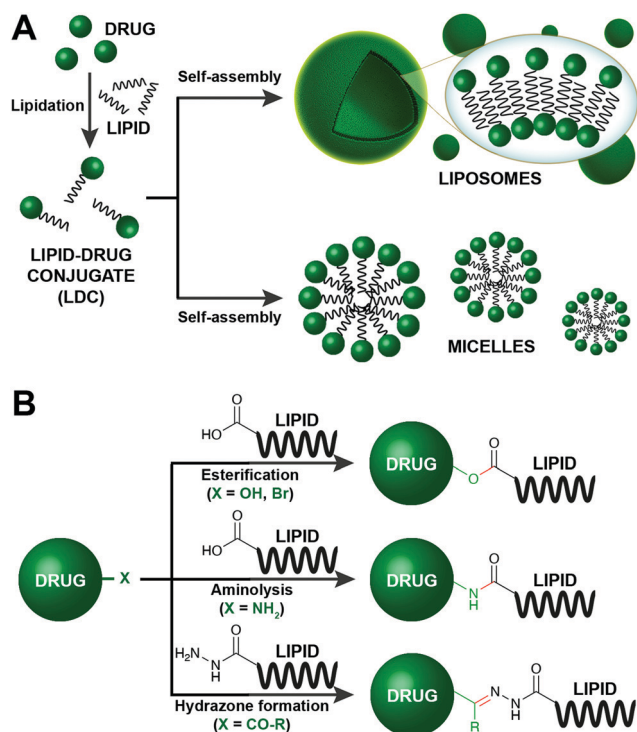 A
DRUG
Lipidation
LIPID
LIPID-DRUG
CONJUGATE
(LDC)
Self-assembly
LIPOSOMES
Self-assembly
MICELLES
B
DRUG
X
O
HO
LIPID
Esterification
(X = OH, Br)
DRUG
O
O
LIPID
O
HO
LIPID
Aminolysis
(X = NH₂)
DRUG
N
H
O
LIPID
H₂N
N
H
O
LIPID
Hydrazone formation
(X = CO-R)
DRUG
R
N
N
H
O
LIPID